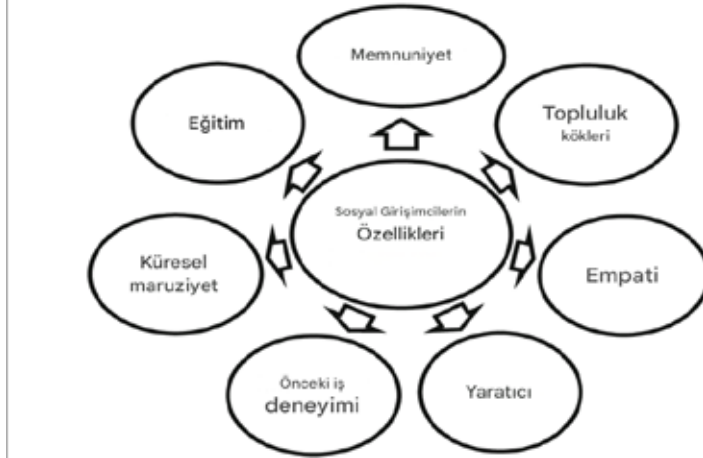 Memnuniyet
Topluluk
kökleri
Eğitim
Sosyal Girişimcilerin
Özellikleri
Küresel
maruziyet
Empati
Önceki iş
deneyimi
Yaratıcı